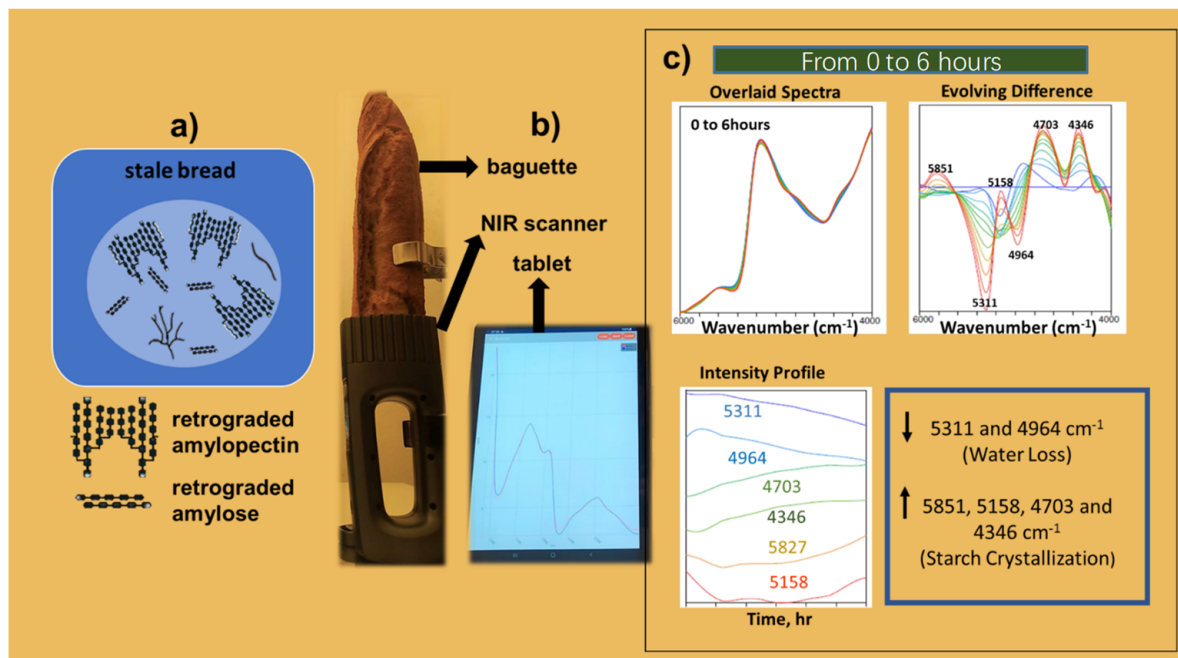 a)
stale bread
retrograded
amylopectin
retrograded
amylose
b)
baguette
NIR scanner
tablet
c)
From 0 to 6 hours
Overlaid Spectra
0 to 6hours
6000
4000
Wavenumber (cm-1)
Evolving Difference
5851
5158
4703
4346
4964
5311
6000
4000
Wavenumber (cm-1)
Intensity Profile
5311
4964
4703
4346
5827
5158
Time, hr
↓ 5311 and 4964 cm-1
(Water Loss)
↑ 5851, 5158, 4703 and
4346 cm-1
(Starch Crystallization)